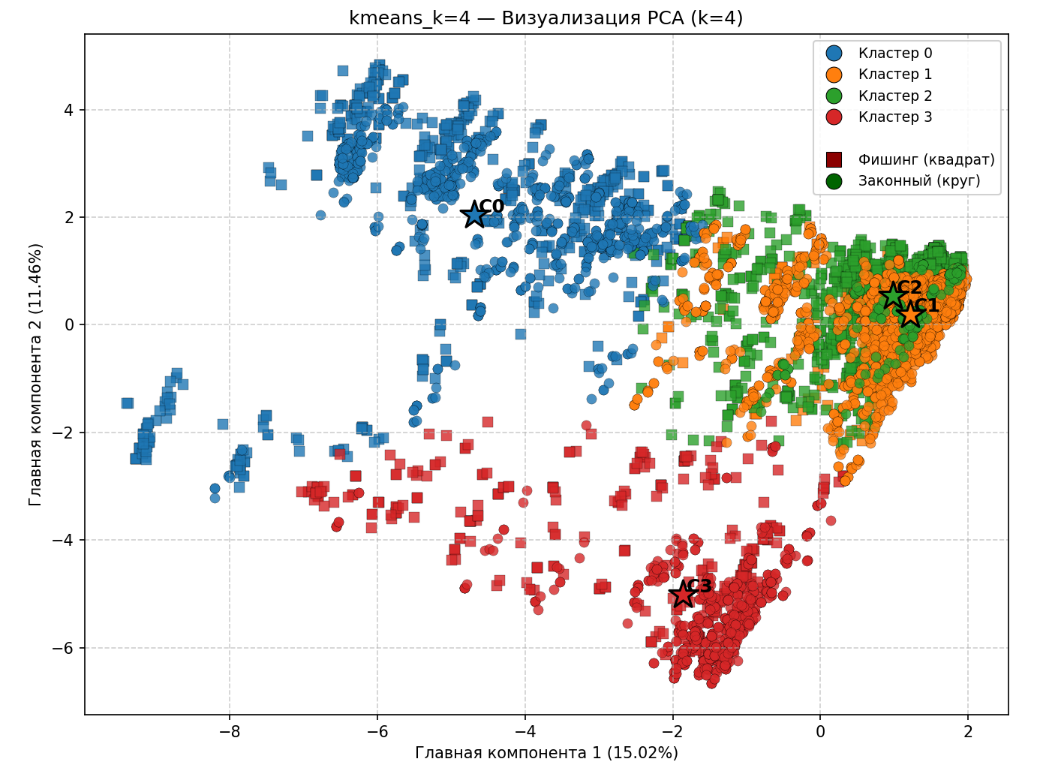 kmeans_k=4 — Визуализация PCA (k=4)
Кластер 0
Кластер 1
Кластер 2
Кластер 3
Фишинг (квадрат)
Законный (круг)
C0
C2
C1
C3
4
2
0
−2
−4
−6
Главная компонента 2 (11.46%)
−8
−6
−4
−2
0
2
Главная компонента 1 (15.02%)